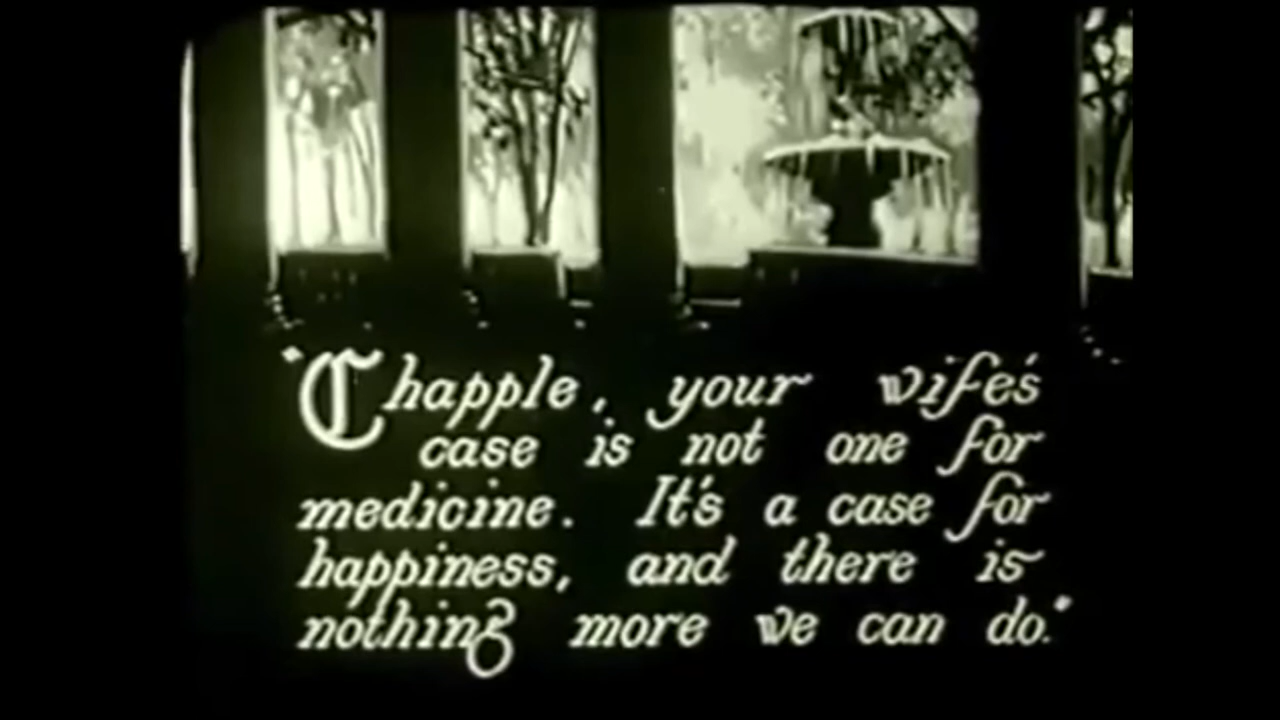 "Chapple, your wife's
case is not one for
medicine. It's a case for
happiness, and there is
nothing more we can do."